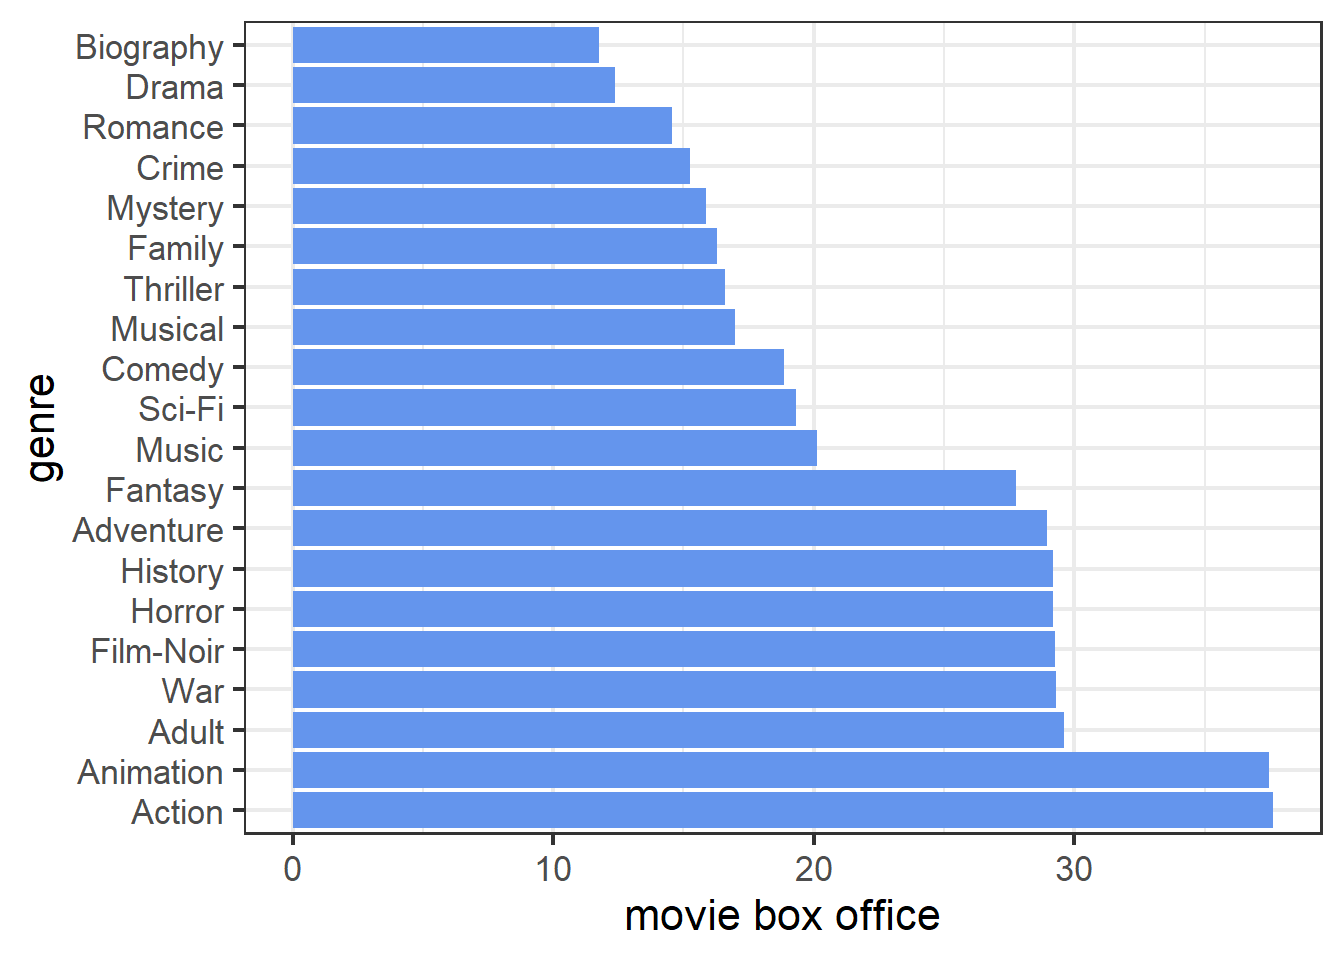 Biography
Drama
Romance
Crime
Mystery
Family
Thriller
Musical
Comedy
Sci-Fi
Music
Fantasy
Adventure
History
Horror
Film-Noir
War
Adult
Animation
Action
genre
0 10 20 30
movie box office